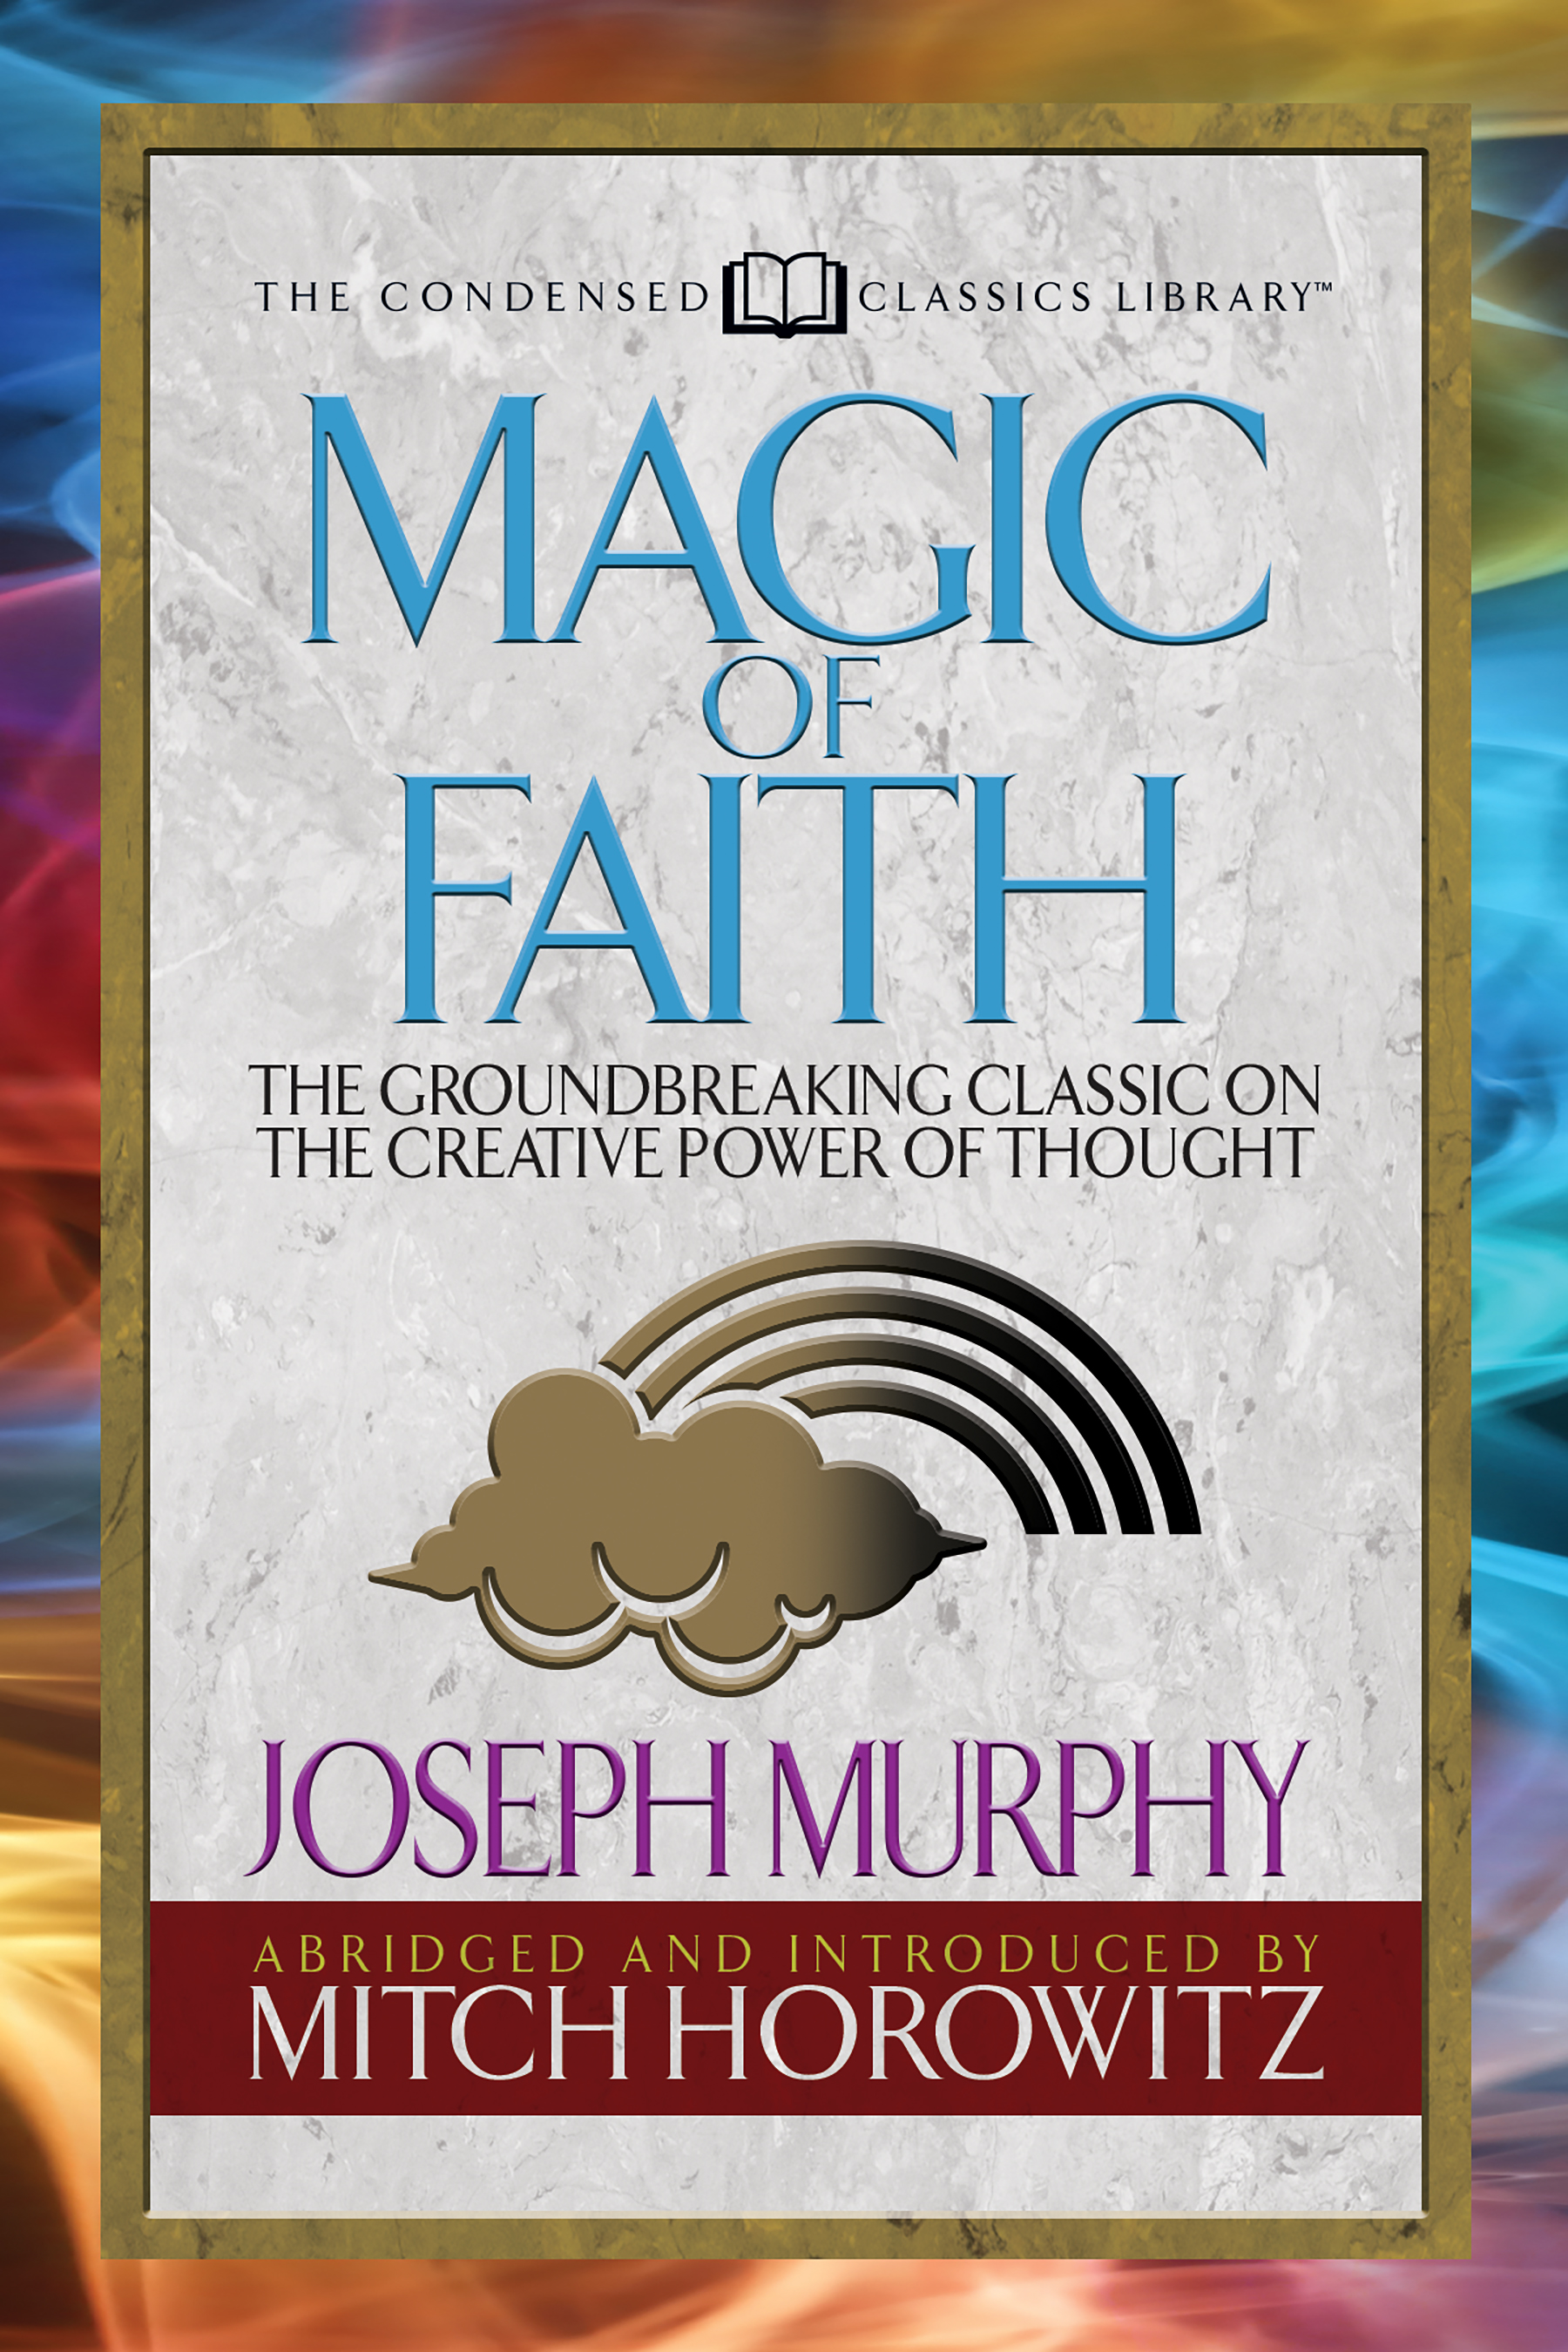 THE CONDENSED CLASSICS LIBRARY™
MAGIC
OF
FAITH
THE GROUNDBREAKING CLASSIC ON
THE CREATIVE POWER OF THOUGHT
JOSEPH MURPHY
ABRIDGED AND INTRODUCED BY
MITCH HOROWITZ